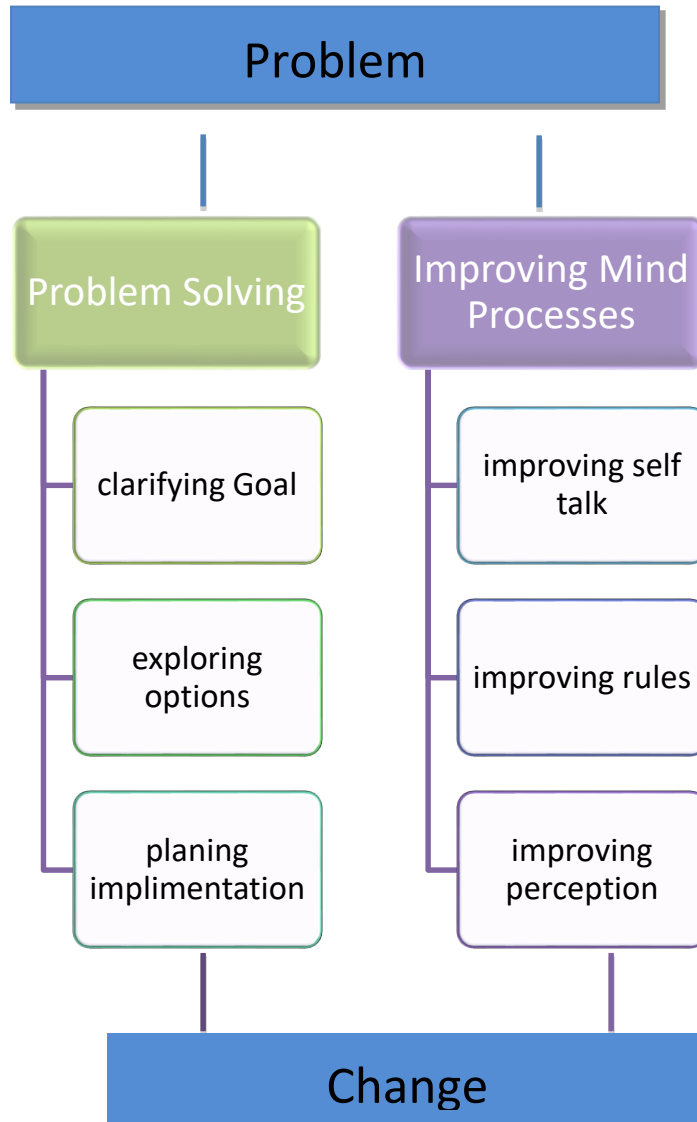 Problem
Problem Solving
clarifying Goal
exploring
options
planing
implimentation
Improving Mind
Processes
improving self
talk
improving rules
improving
perception
Change